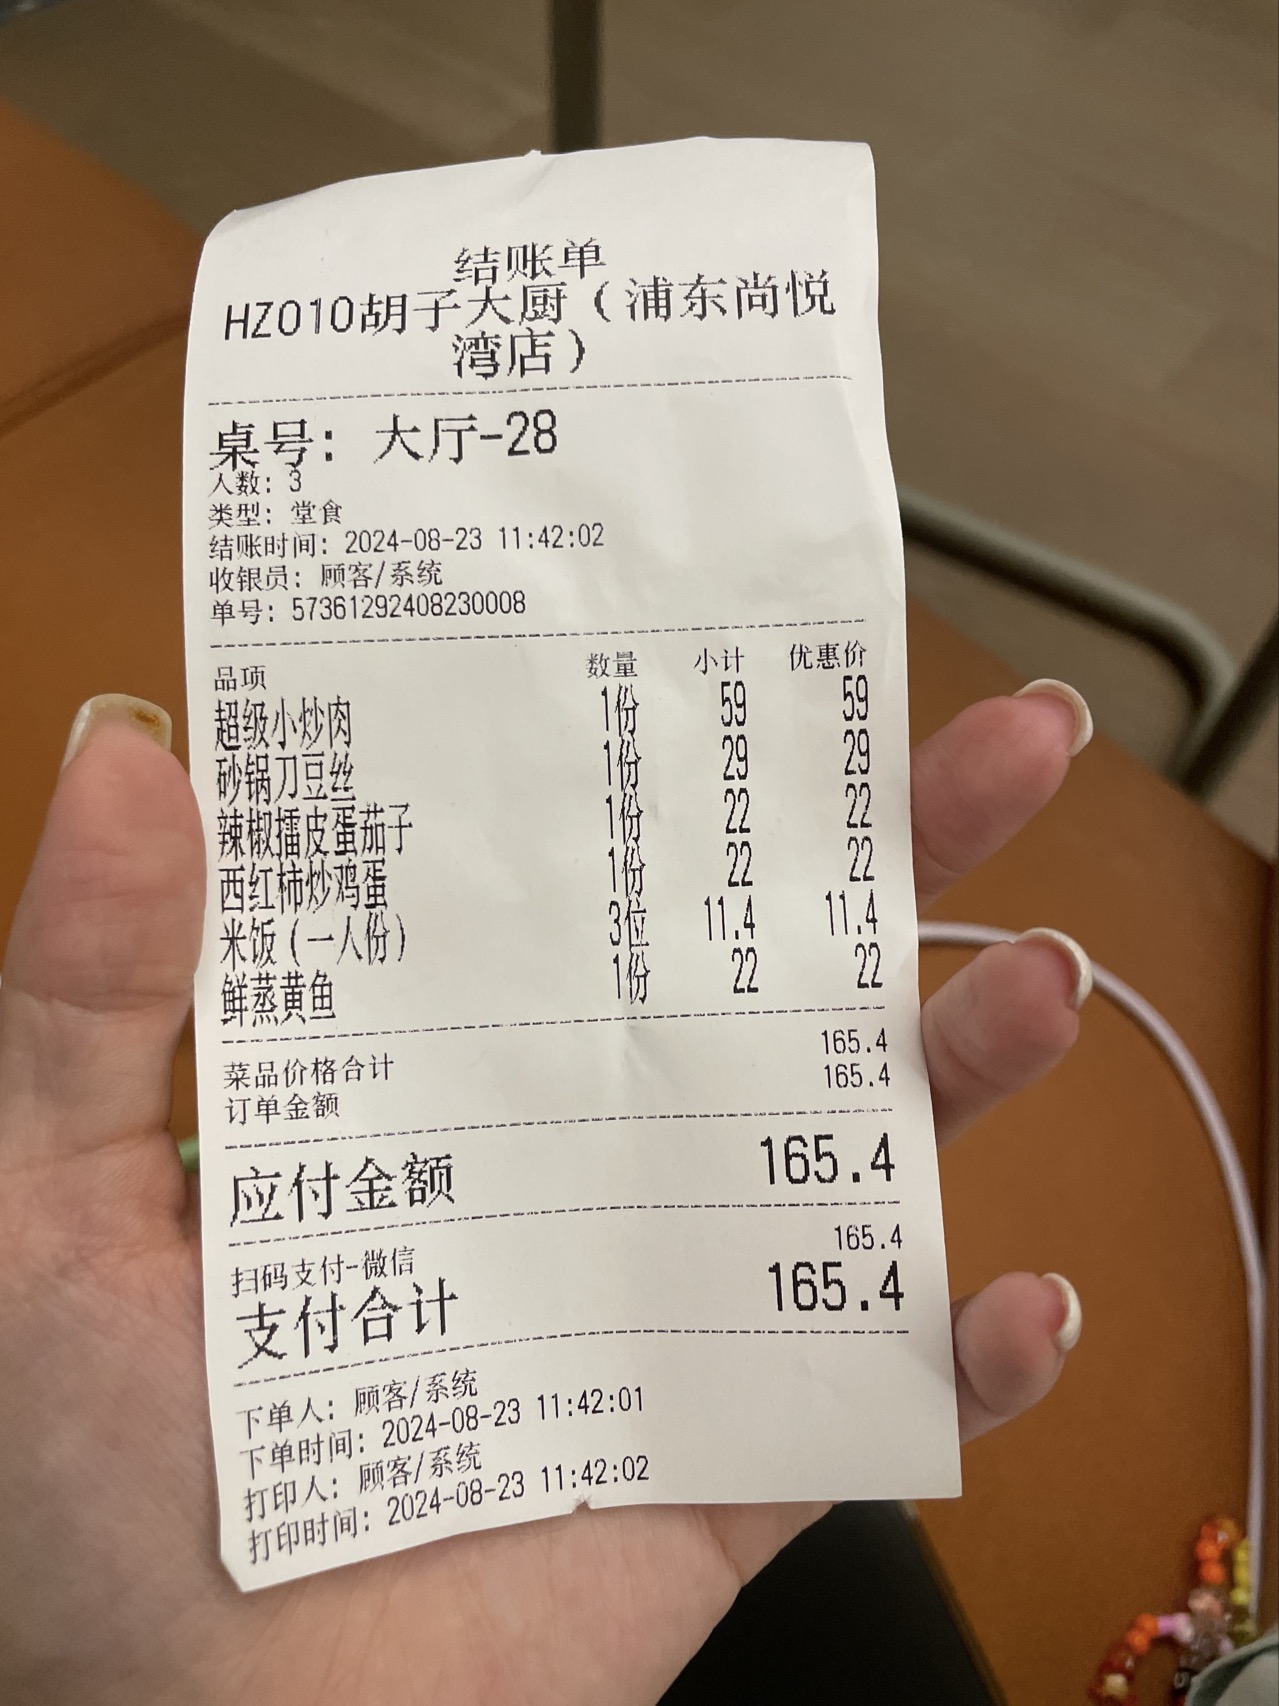 结账单
HZ010胡子大厨（浦东尚悦
湾店）
桌号： 大厅-28
人数： 3
类型： 堂食
结账时间： 2024-08-23 11:42:02
收银员： 顾客/系统
单号： 57361292408230008
品项 数量 小计 优惠价
超级小炒肉 1份 59 59
砂锅刀豆丝 1份 29 29
辣椒擂皮蛋茄子 1份 22 22
西红柿炒鸡蛋 1份 22 22
米饭（一人份） 3位 11.4 11.4
鲜蒸黄鱼 1份 22 22
菜品价格合计 165.4
订单金额 165.4
应付金额 165.4
扫码支付-微信 165.4
支付合计 165.4
下单人： 顾客/系统
下单时间： 2024-08-23 11:42:01
打印人： 顾客/系统
打印时间： 2024-08-23 11:42:02